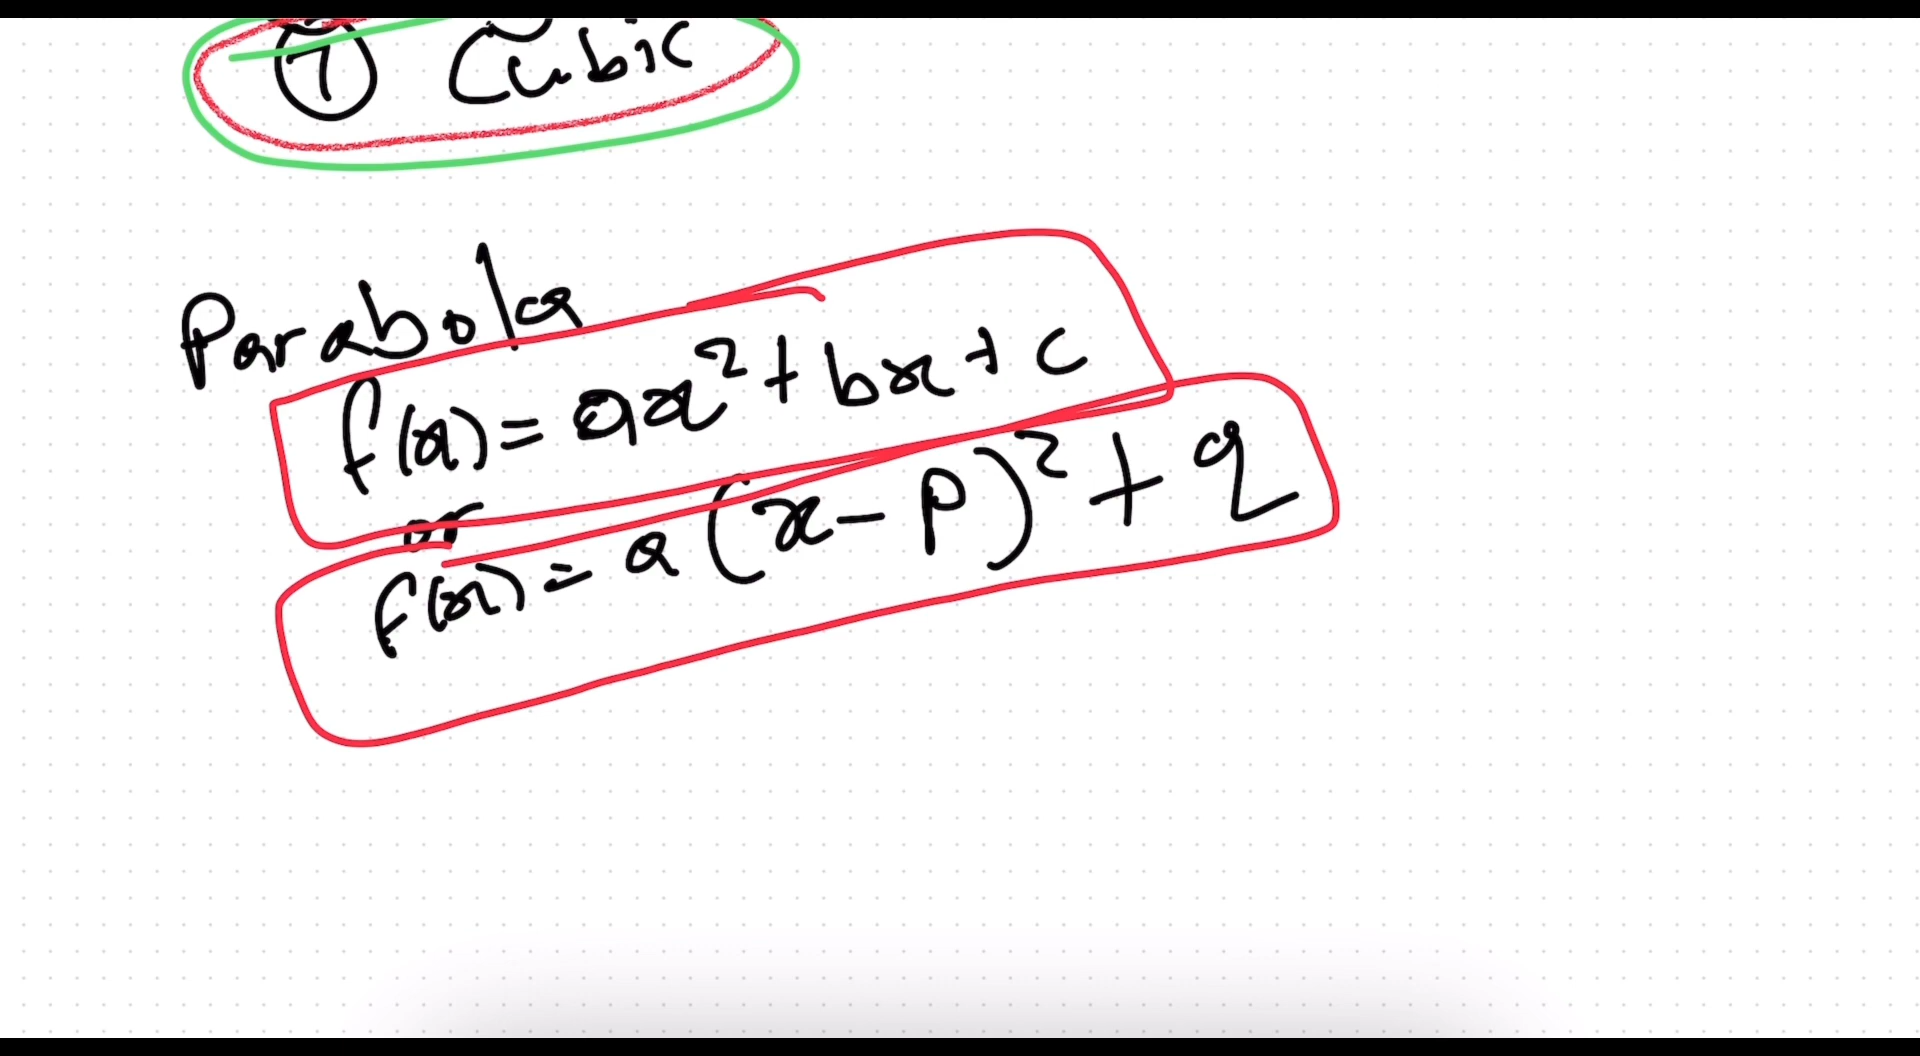 ⑦ Cubic
Parabola
f(x) = ax² + bx + c
or
f(x) = a(x - p)² + q